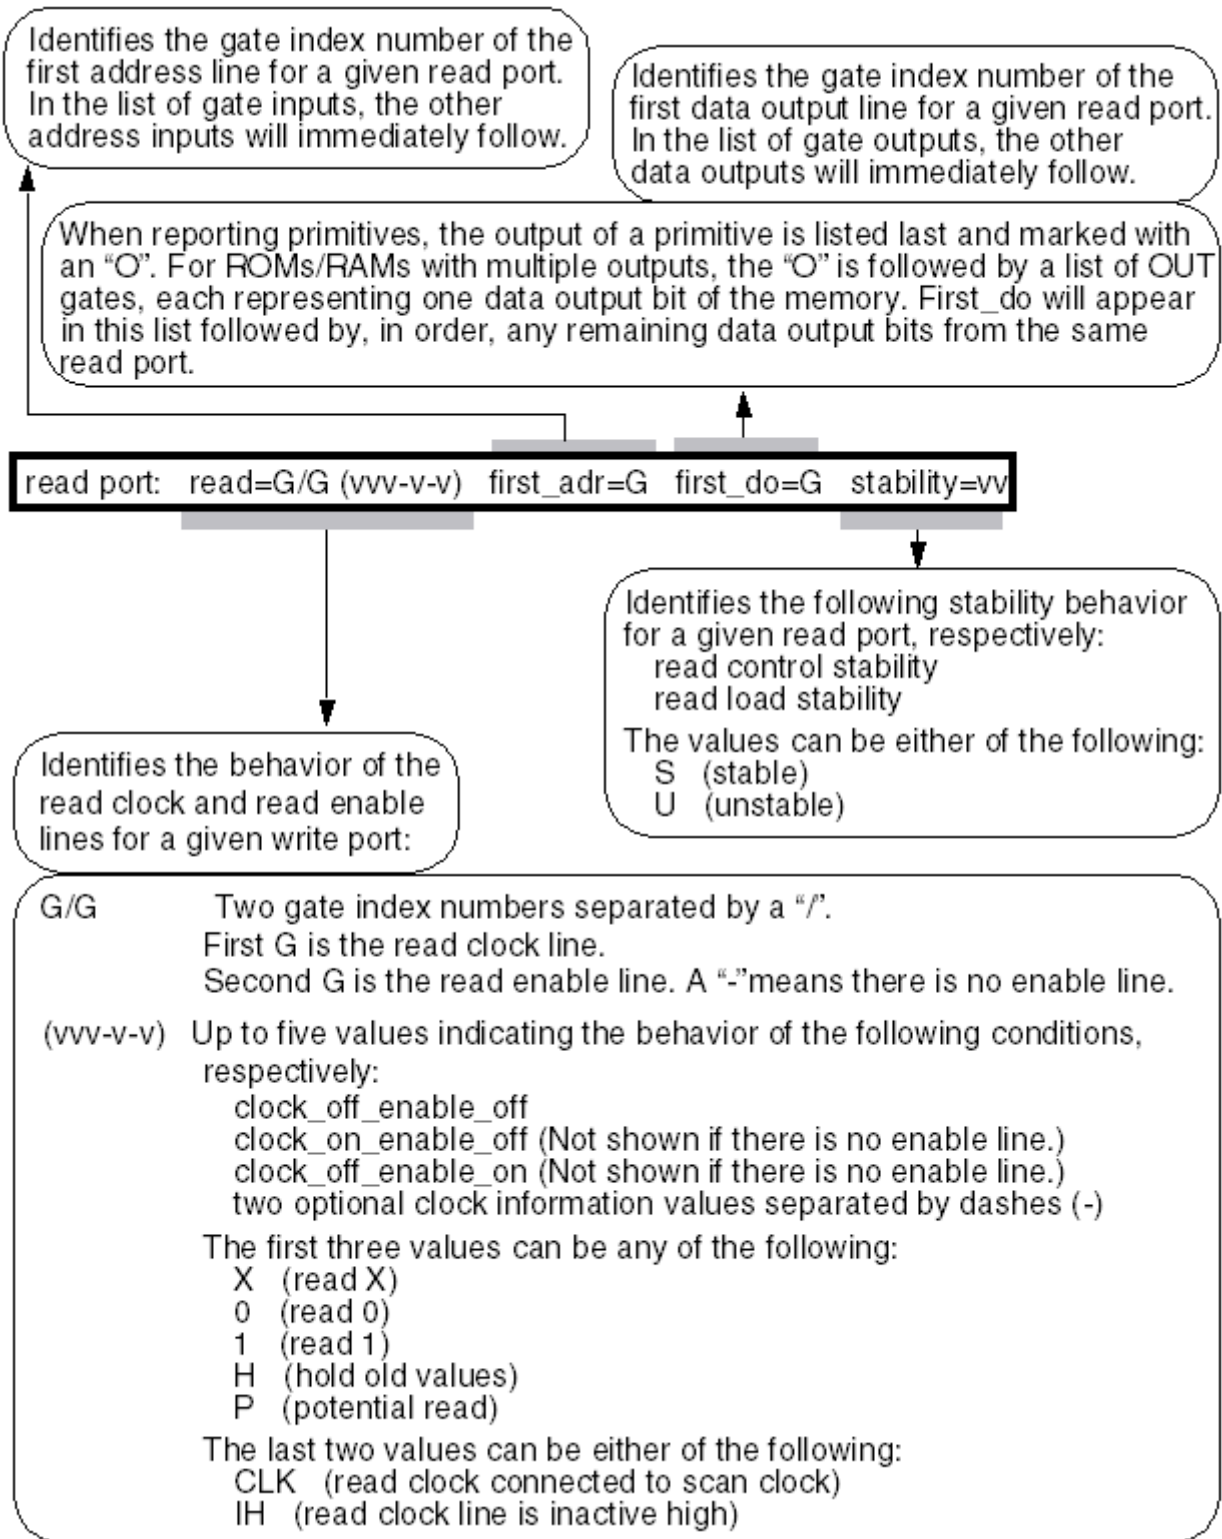 Identifies the gate index number of the
first address line for a given read port.
In the list of gate inputs, the other
address inputs will immediately follow.
Identifies the gate index number of the
first data output line for a given read port.
In the list of gate outputs, the other
data outputs will immediately follow.
When reporting primitives, the output of a primitive is listed last and marked with
an “O”. For ROMs/RAMs with multiple outputs, the “O” is followed by a list of OUT
gates, each representing one data output bit of the memory. First_do will appear
in this list followed by, in order, any remaining data output bits from the same
read port.
read port: read=G/G (vvv-v-v) first_adr=G first_do=G stability=vv
Identifies the following stability behavior
for a given read port, respectively:
read control stability
read load stability
The values can be either of the following:
S (stable)
U (unstable)
Identifies the behavior of the
read clock and read enable
lines for a given write port:
G/G Two gate index numbers separated by a “/”.
First G is the read clock line.
Second G is the read enable line. A “-”means there is no enable line.
(vvv-v-v) Up to five values indicating the behavior of the following conditions,
respectively:
clock_off_enable_off
clock_on_enable_off (Not shown if there is no enable line.)
clock_off_enable_on (Not shown if there is no enable line.)
two optional clock information values separated by dashes (-)
The first three values can be any of the following:
X (read X)
0 (read 0)
1 (read 1)
H (hold old values)
P (potential read)
The last two values can be either of the following:
CLK (read clock connected to scan clock)
IH (read clock line is inactive high)